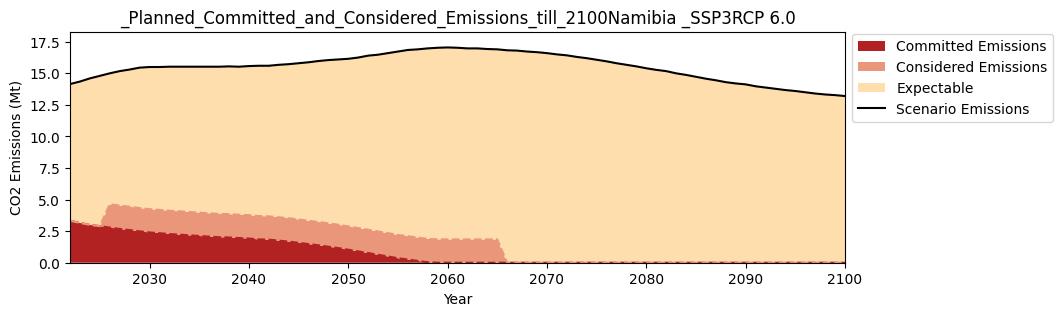 _Planned_Committed_and_Considered_Emissions_till_2100Namibia _SSP3RCP 6.0
17.5
15.0
12.5
10.0
7.5
5.0
2.5
0.0
CO2 Emissions (Mt)
2030 2040 2050 2060 2070 2080 2090 2100
Year
Committed Emissions
Considered Emissions
Expectable
Scenario Emissions